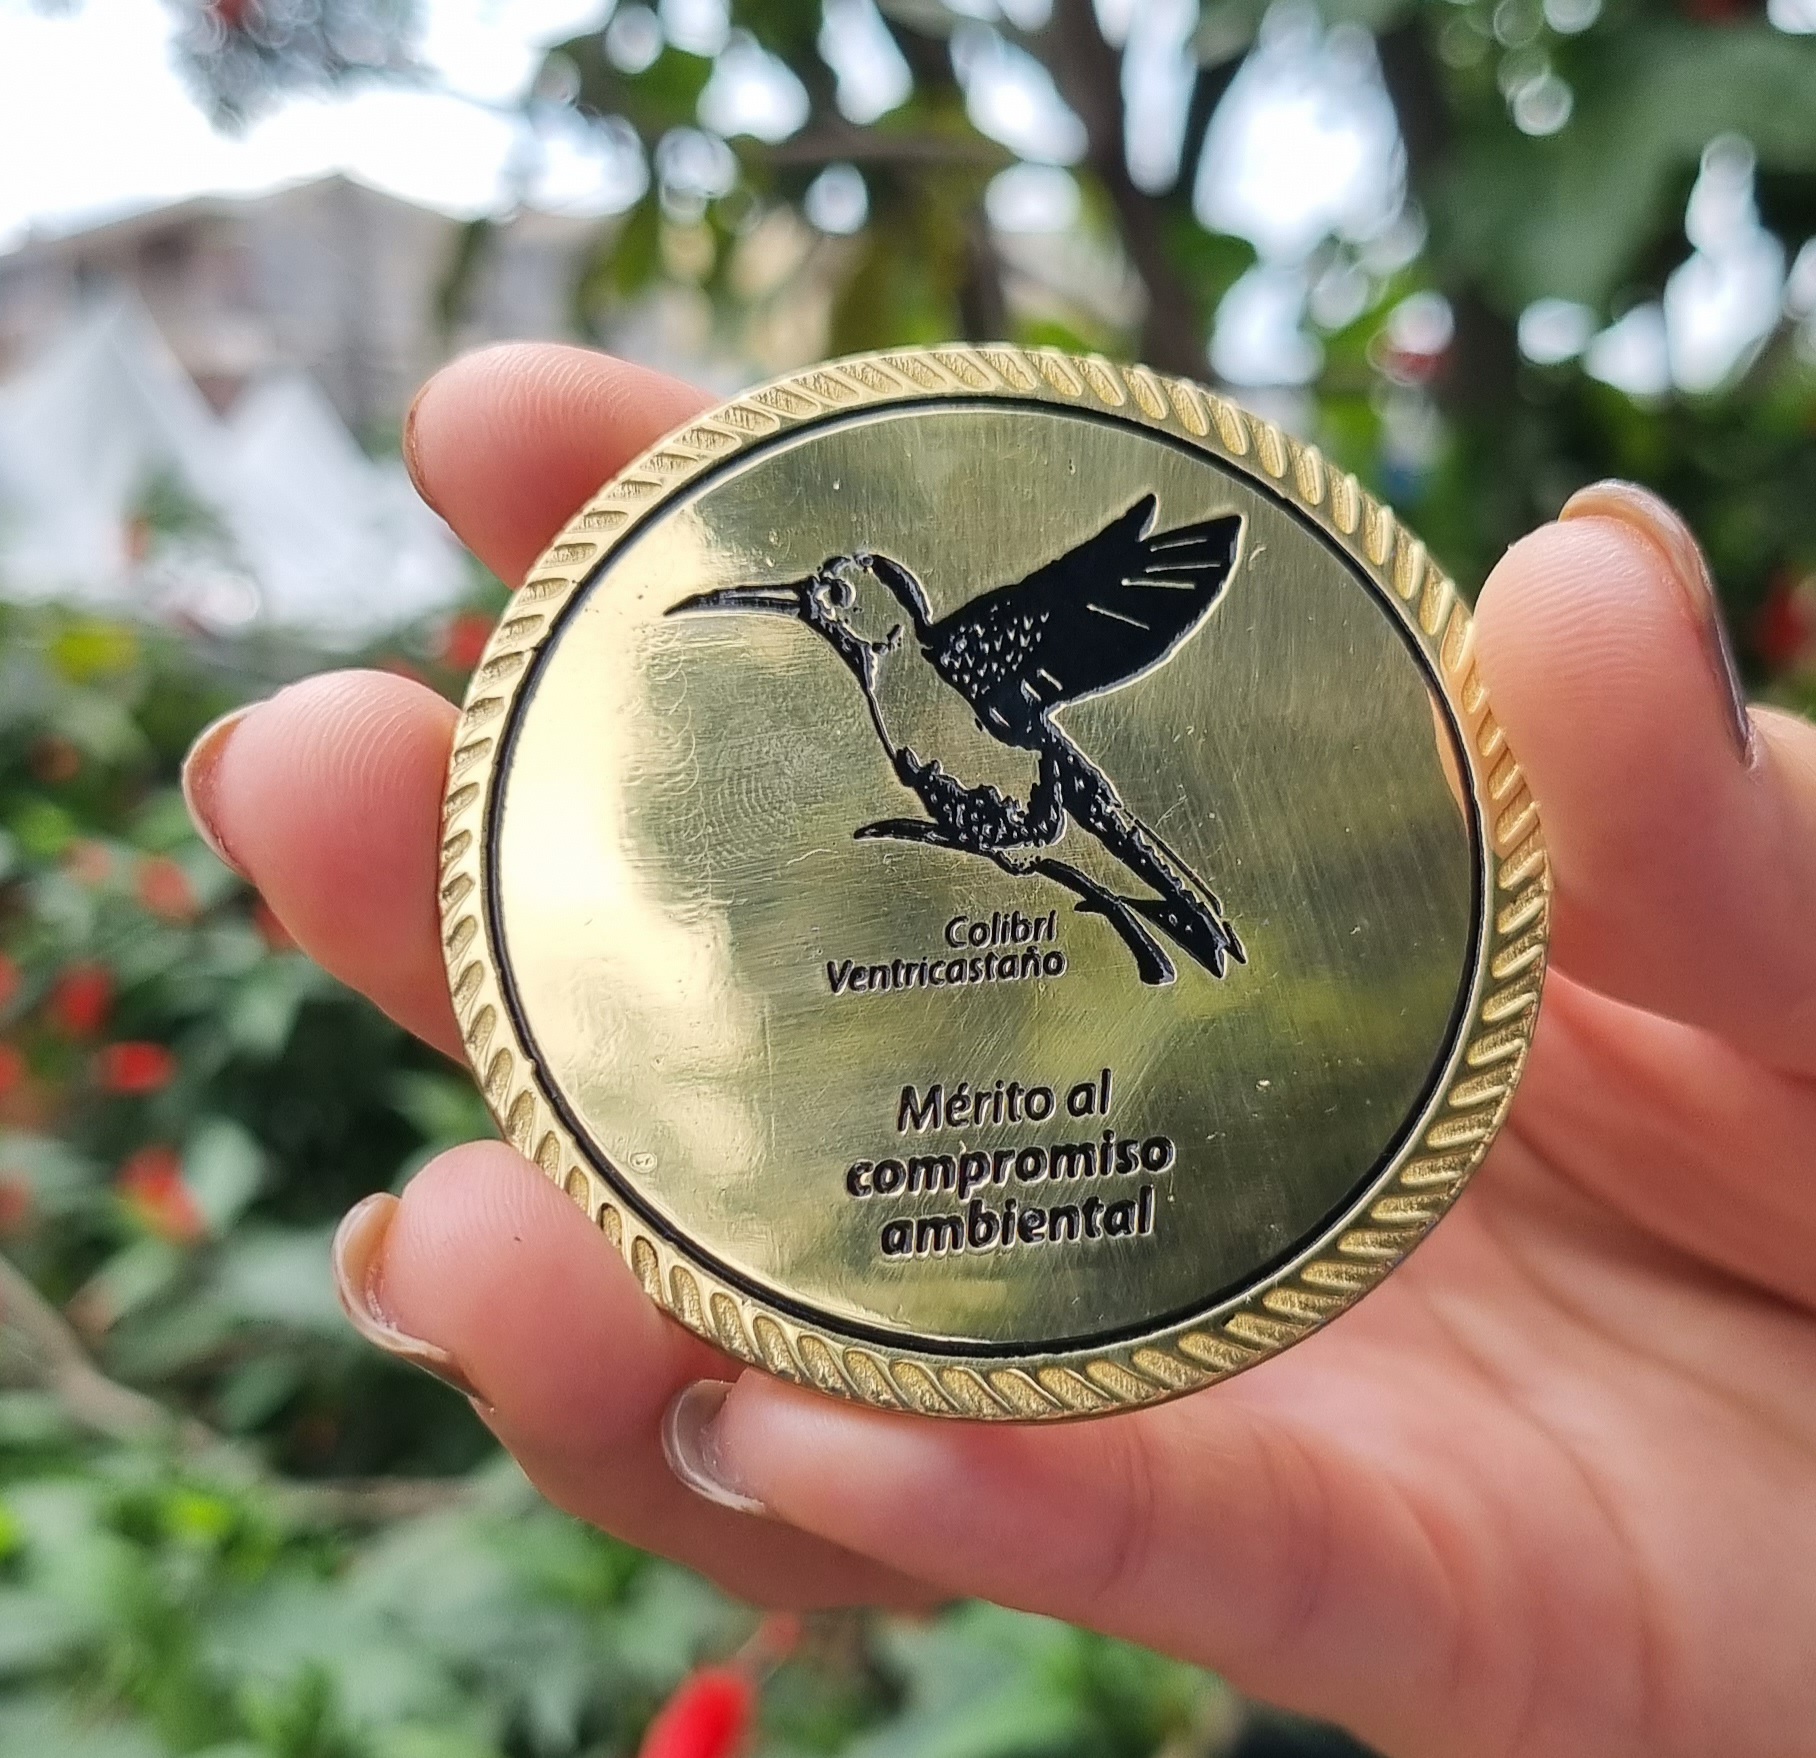 Colibrí
Ventricastaño
Mérito al
compromiso
ambiental